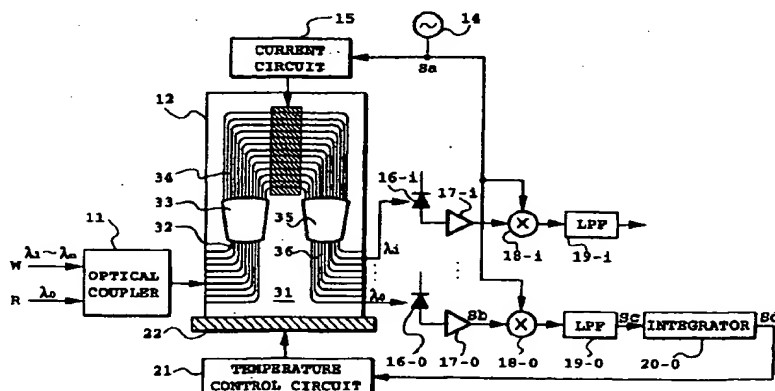 15
14
CURRENT
CIRCUIT
Sa
12
34
33
35
32
36
31
11
λ1~λn
W
OPTICAL
COUPLER
R
λ0
λi
λ0
16-i
17-i
18-i
LPF
19-i
16-0
Sb
17-0
18-0
LPF
19-0
Sc
INTEGRATOR
20-0
Sd
22
21
TEMPERATURE
CONTROL CIRCUIT